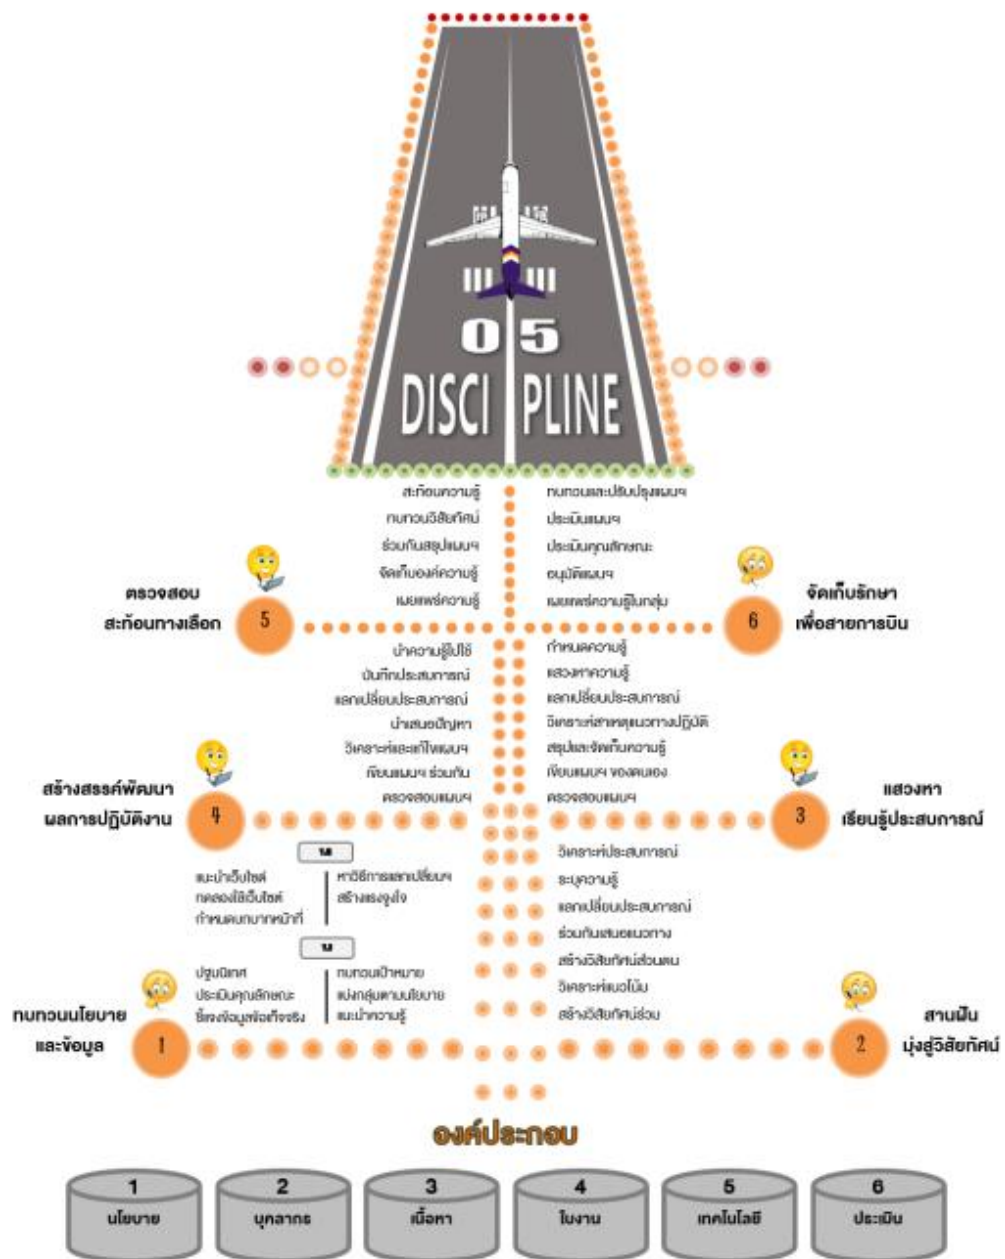 05
DISCIPLINE
สะท้อนความรู้
ทบทวนวิสัยทัศน์
ร่วมกันสรุปแผนฯ
จัดเก็บองค์ความรู้
เผยแพร่ความรู้
ทบทวนและปรับปรุงแผนฯ
ประเมินแผนฯ
ประเมินคุณลักษณะ
อนุมัติแผนฯ
เผยแพร่ความรู้ในกลุ่ม
ตรวจสอบ
สะท้อนทางเลือก
5
6
จัดเก็บรักษา
เพื่อสายการบิน
นำความรู้ไปใช้
บันทึกประสบการณ์
แลกเปลี่ยนประสบการณ์
นำเสนอปัญหา
วิเคราะห์และแก้ไขแผนฯ
เขียนแผนฯ ร่วมกัน
ตรวจสอบแผนฯ
กำหนดความรู้
แสวงหาความรู้
แลกเปลี่ยนประสบการณ์
วิเคราะห์สาเหตุแนวทางปฏิบัติ
สรุปและจัดเก็บความรู้
เขียนแผนฯ ของตนเอง
ตรวจสอบแผนฯ
สร้างสรรค์พัฒนา
ผลการปฏิบัติงาน
4
3
แสวงหา
เรียนรู้ประสบการณ์
แนะนำเว็บไซต์
ทดลองใช้เว็บไซต์
กำหนดบทบาทหน้าที่
หาวิธีการแลกเปลี่ยนฯ
สร้างแรงจูงใจ
วิเคราะห์ประสบการณ์
ระบุความรู้
แลกเปลี่ยนประสบการณ์
ร่วมกันเสนอแนวทาง
สร้างวิสัยทัศน์ส่วนตน
วิเคราะห์แนวโน้ม
สร้างวิสัยทัศน์ร่วม
ปฐมนิเทศ
ประเมินคุณลักษณะ
ชี้แจงข้อมูลข้อเท็จจริง
ทบทวนเป้าหมาย
แบ่งกลุ่มตามนโยบาย
แนะนำความรู้
ทบทวนนโยบาย
และข้อมูล
1
2
สานฝัน
มุ่งสู่วิสัยทัศน์
องค์ประกอบ
1
นโยบาย
2
บุคลากร
3
เนื้อหา
4
ใบงาน
5
เทคโนโลยี
6
ประเมิน